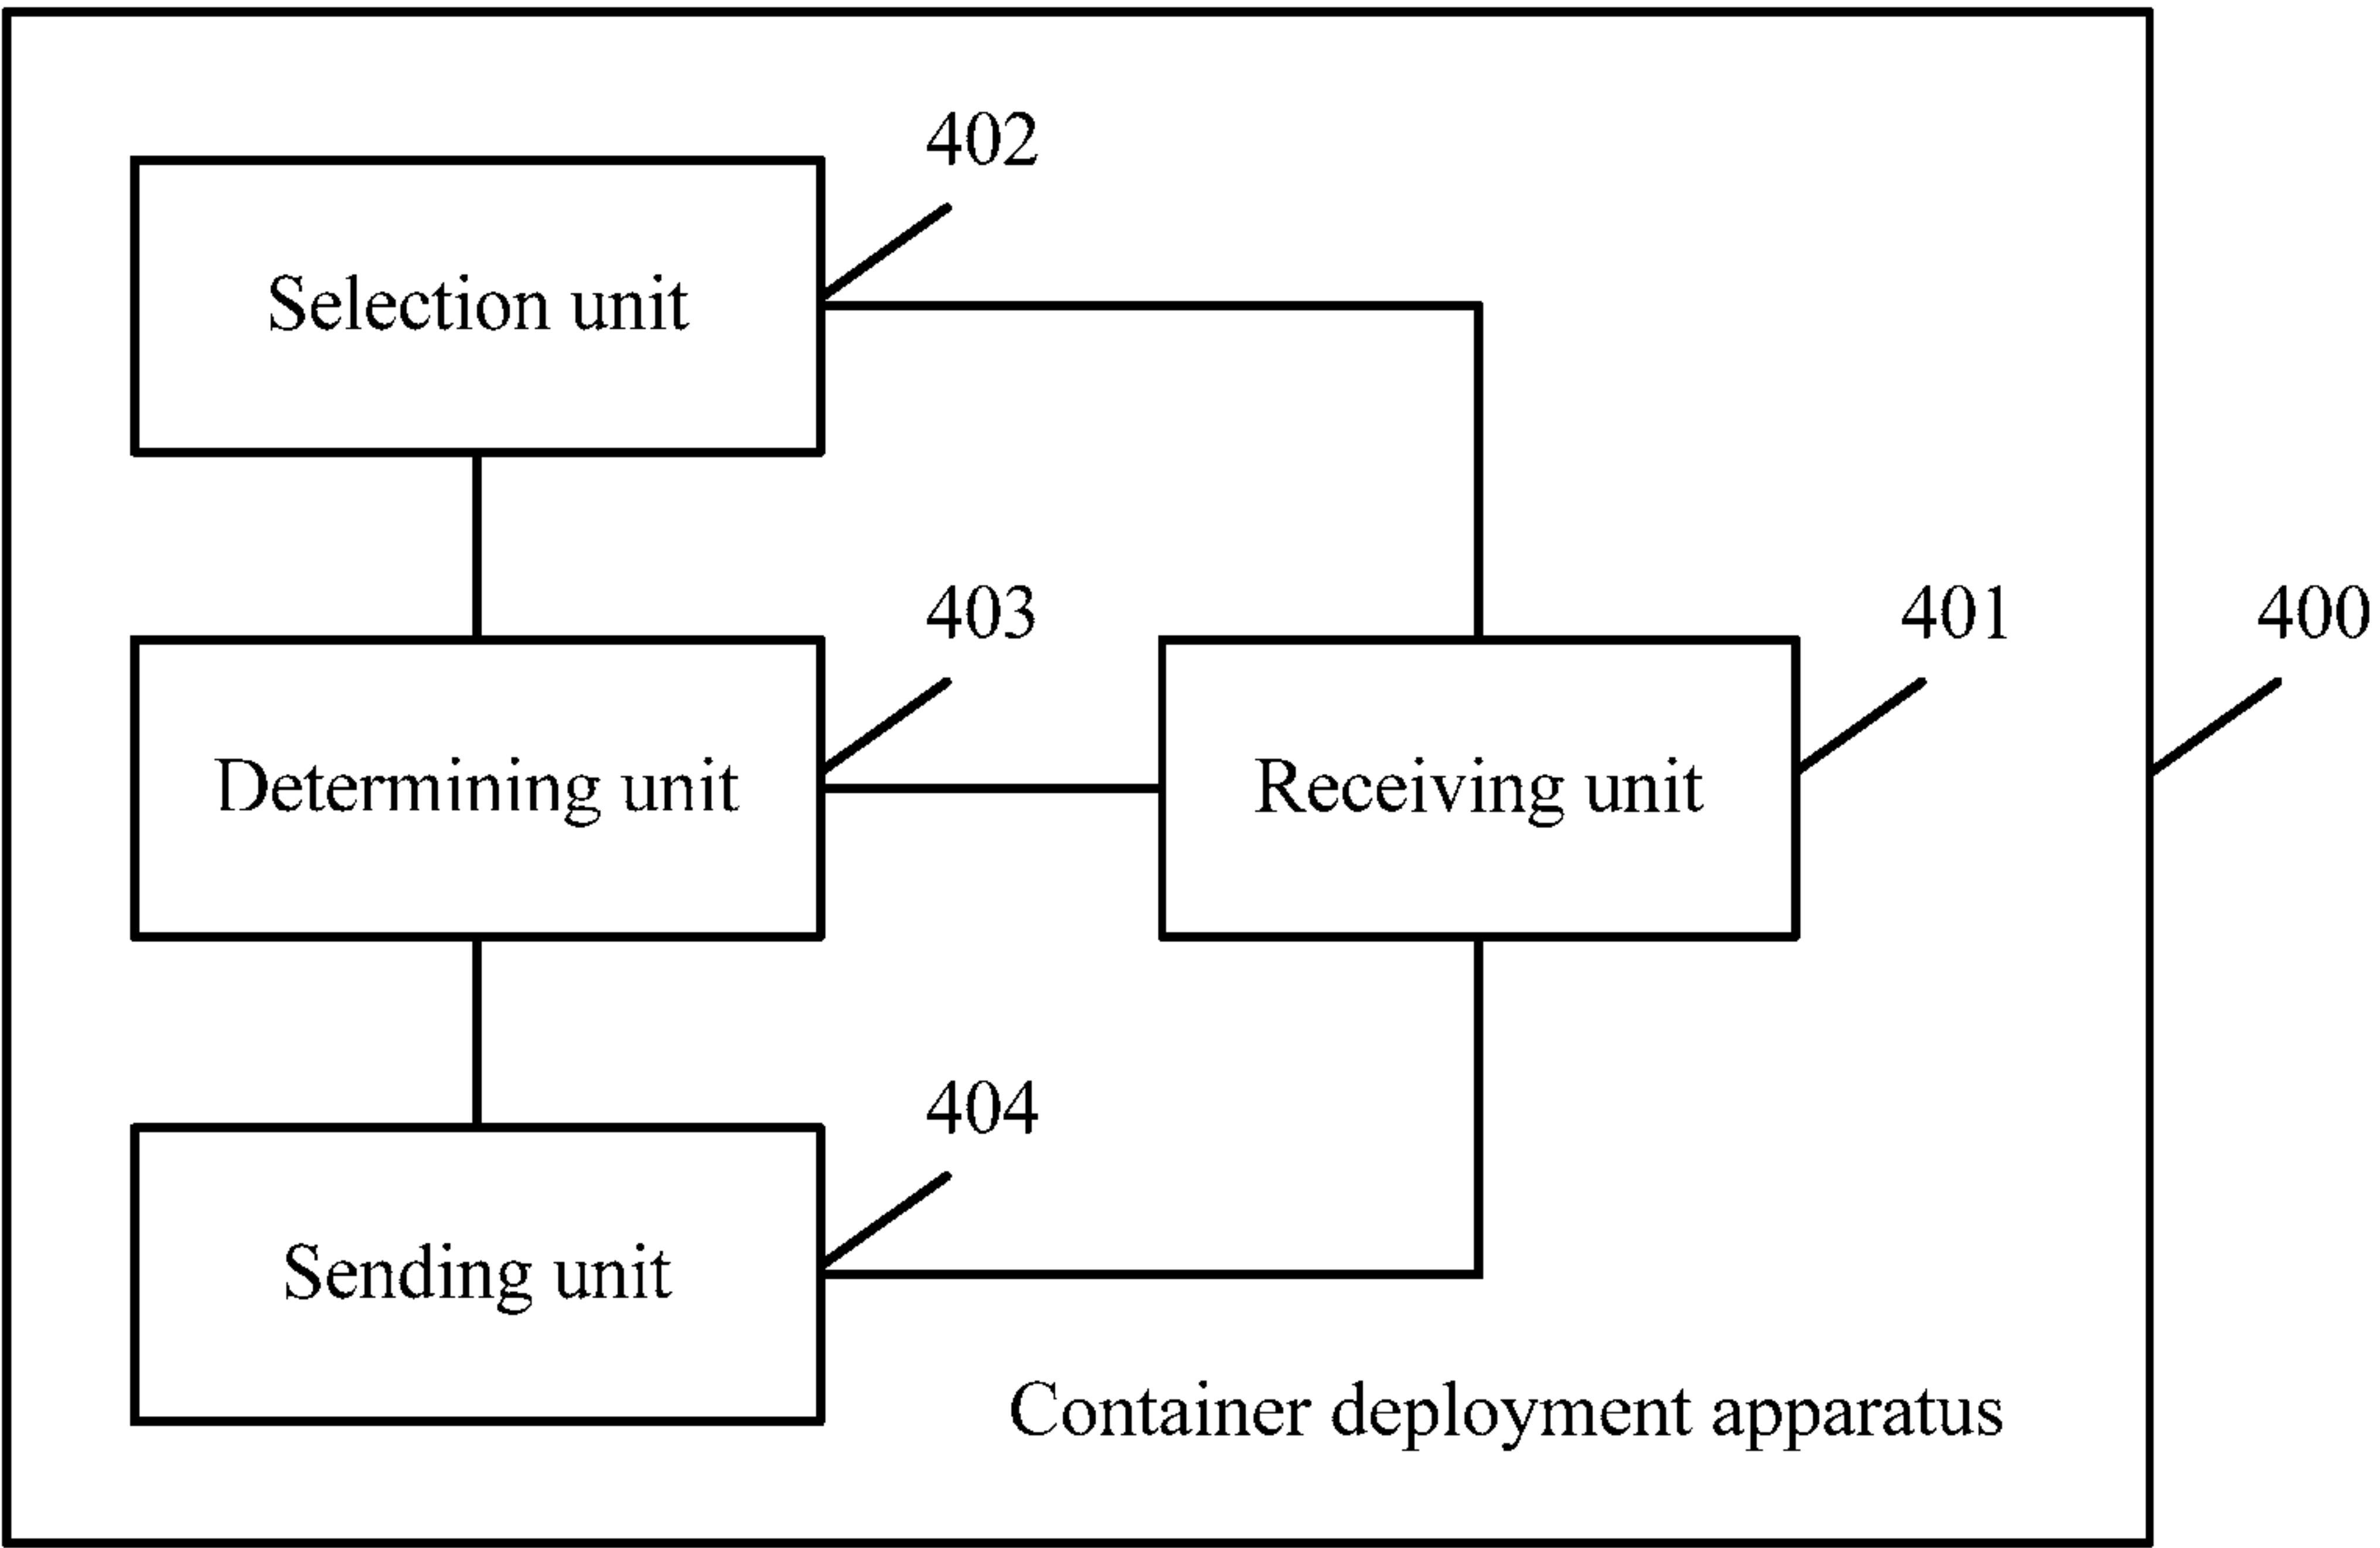 402
Selection unit
403
401
400
Determining unit
Receiving unit
404
Sending unit
Container deployment apparatus